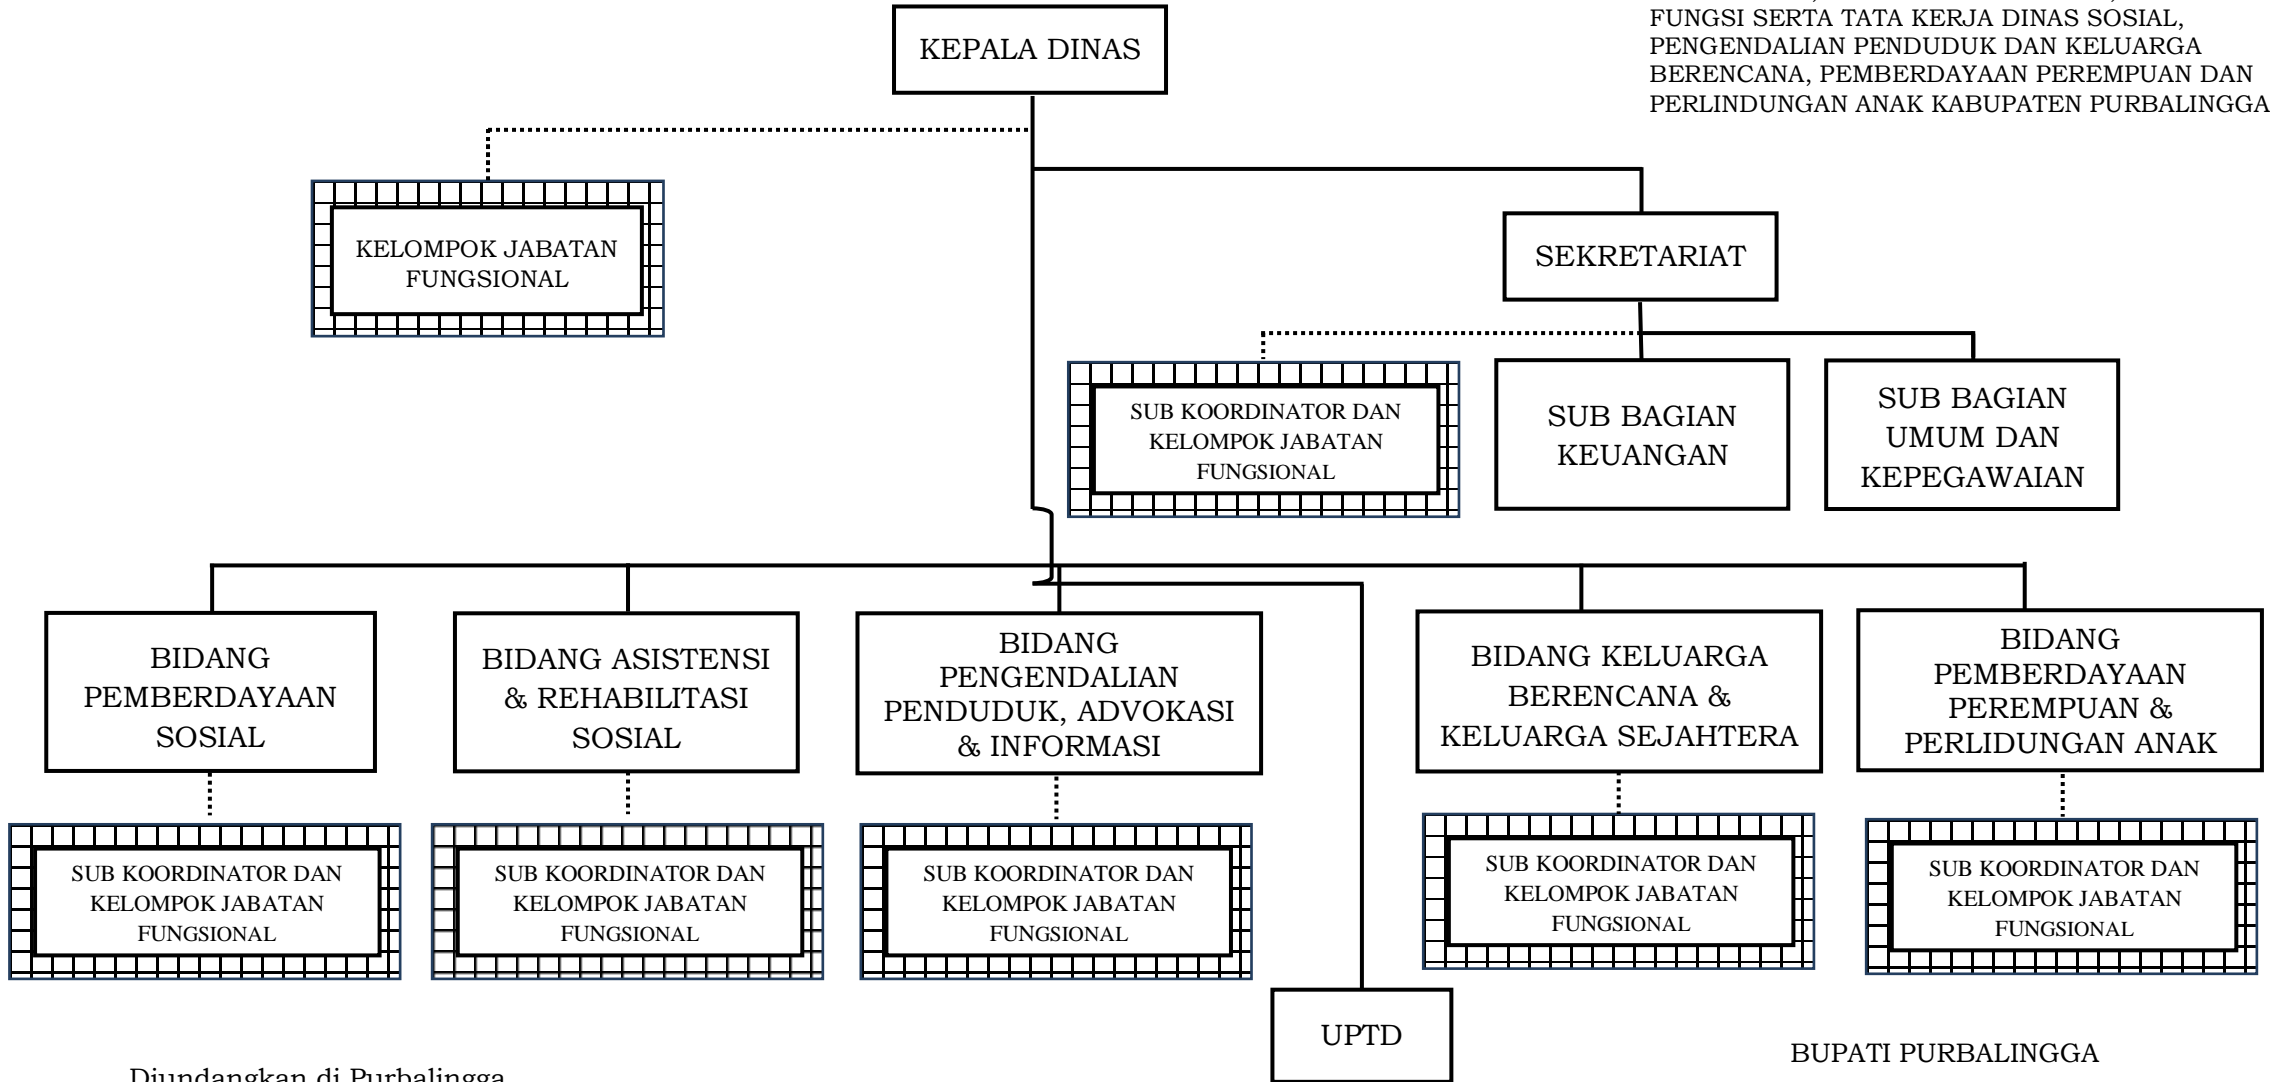 FUNGSI SERTA TATA KERJA DINAS SOSIAL,
PENGENDALIAN PENDUDUK DAN KELUARGA
BERENCANA, PEMBERDAYAAN PEREMPUAN DAN
PERLINDUNGAN ANAK KABUPATEN PURBALINGGA
KEPALA DINAS
KELOMPOK JABATAN
FUNGSIONAL
SEKRETARIAT
SUB KOORDINATOR DAN
KELOMPOK JABATAN
FUNGSIONAL
SUB BAGIAN
KEUANGAN
SUB BAGIAN
UMUM DAN
KEPEGAWAIAN
BIDANG
PEMBERDAYAAN
SOSIAL
BIDANG ASISTENSI
& REHABILITASI
SOSIAL
BIDANG
PENGENDALIAN
PENDUDUK, ADVOKASI
& INFORMASI
BIDANG KELUARGA
BERENCANA &
KELUARGA SEJAHTERA
BIDANG
PEMBERDAYAAN
PEREMPUAN &
PERLIDUNGAN ANAK
SUB KOORDINATOR DAN
KELOMPOK JABATAN
FUNGSIONAL
SUB KOORDINATOR DAN
KELOMPOK JABATAN
FUNGSIONAL
SUB KOORDINATOR DAN
KELOMPOK JABATAN
FUNGSIONAL
SUB KOORDINATOR DAN
KELOMPOK JABATAN
FUNGSIONAL
SUB KOORDINATOR DAN
KELOMPOK JABATAN
FUNGSIONAL
UPTD
BUPATI PURBALINGGA
Diundangkan di Purbalingga